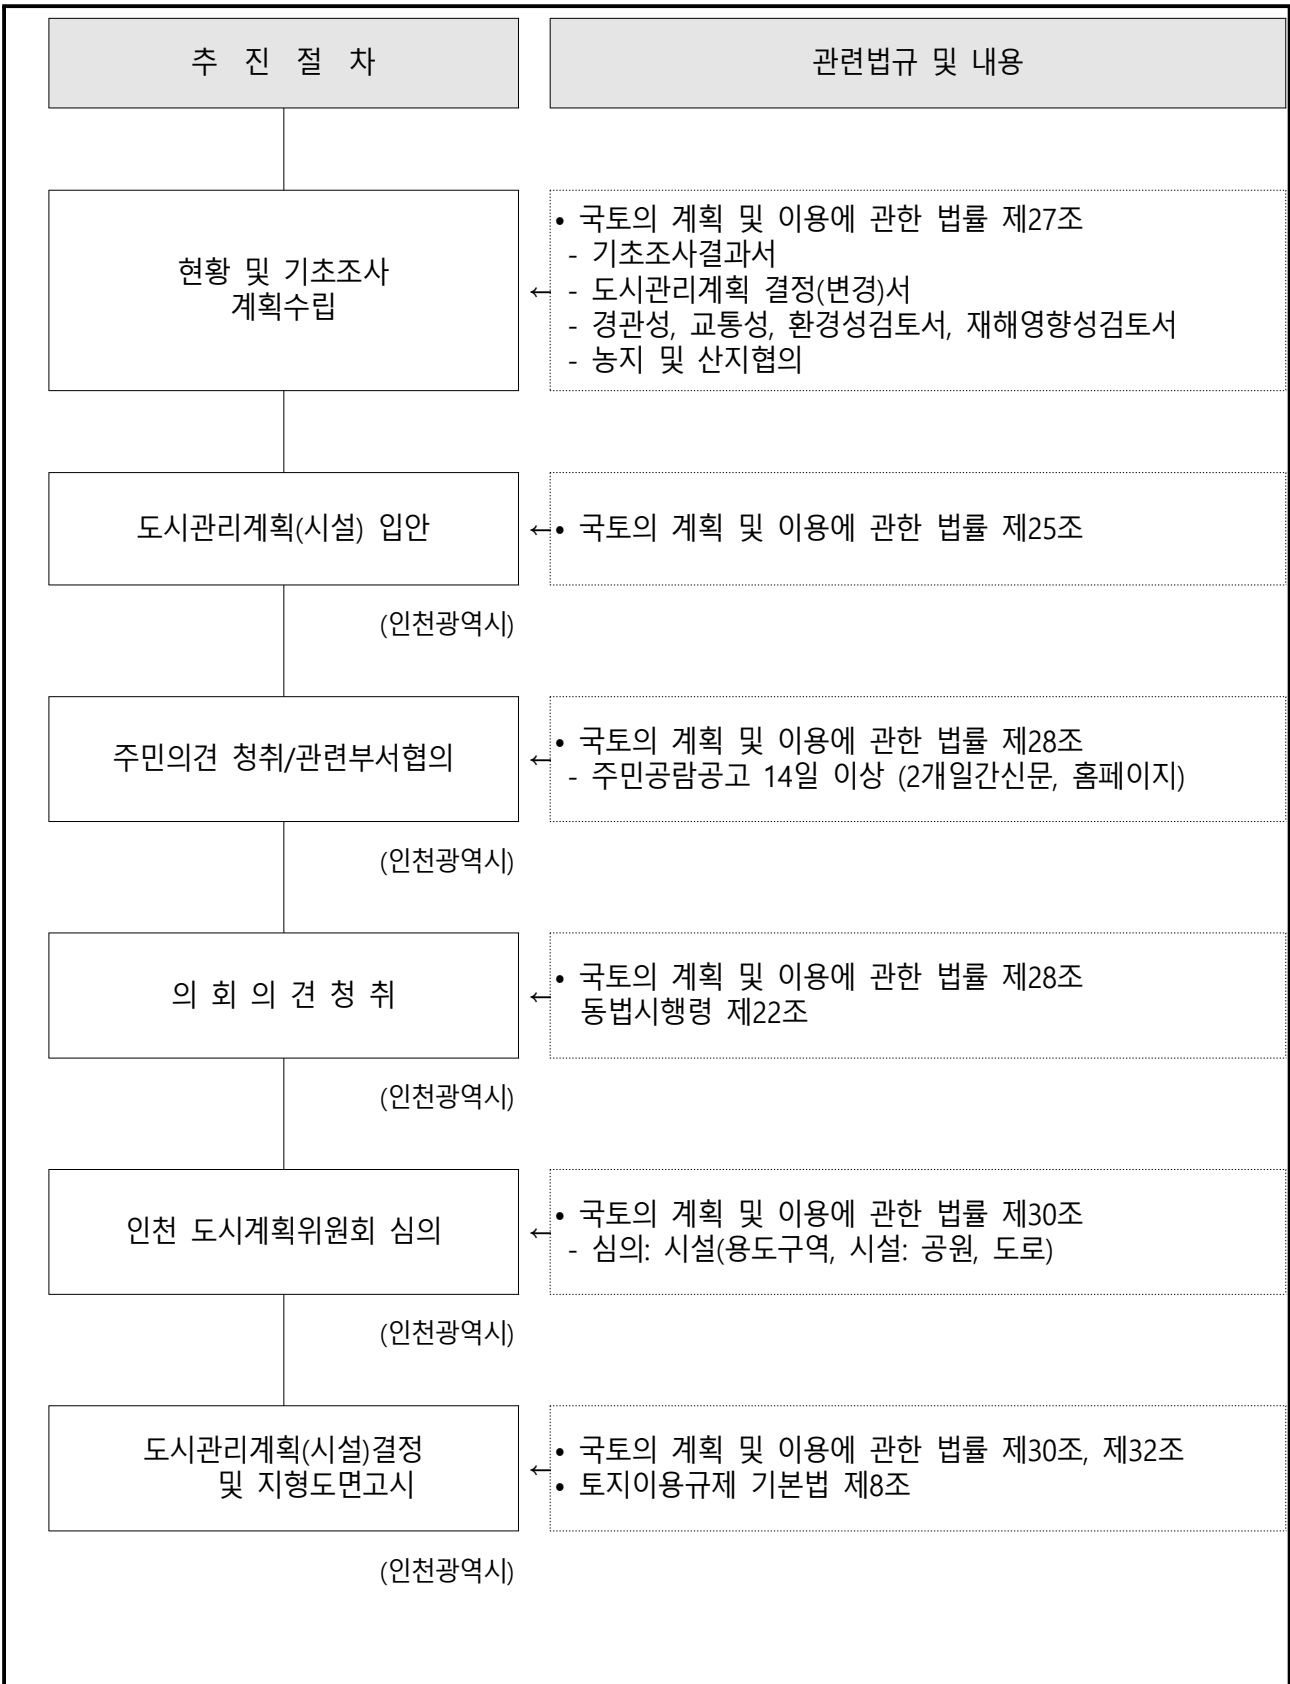 추 진 절 차
관련법규 및 내용
현황 및 기초조사
계획수립
←
• 국토의 계획 및 이용에 관한 법률 제27조
- 기초조사결과서
- 도시관리계획 결정(변경)서
- 경관성, 교통성, 환경성검토서, 재해영향성검토서
- 농지 및 산지협의
도시관리계획(시설) 입안
←
• 국토의 계획 및 이용에 관한 법률 제25조
(인천광역시)
주민의견 청취/관련부서협의
←
• 국토의 계획 및 이용에 관한 법률 제28조
- 주민공람공고 14일 이상 (2개일간신문, 홈페이지)
(인천광역시)
의 회 의 견 청 취
←
• 국토의 계획 및 이용에 관한 법률 제28조
동법시행령 제22조
(인천광역시)
인천 도시계획위원회 심의
←
• 국토의 계획 및 이용에 관한 법률 제30조
- 심의: 시설(용도구역, 시설: 공원, 도로)
(인천광역시)
도시관리계획(시설)결정
및 지형도면고시
←
• 국토의 계획 및 이용에 관한 법률 제30조, 제32조
• 토지이용규제 기본법 제8조
(인천광역시)